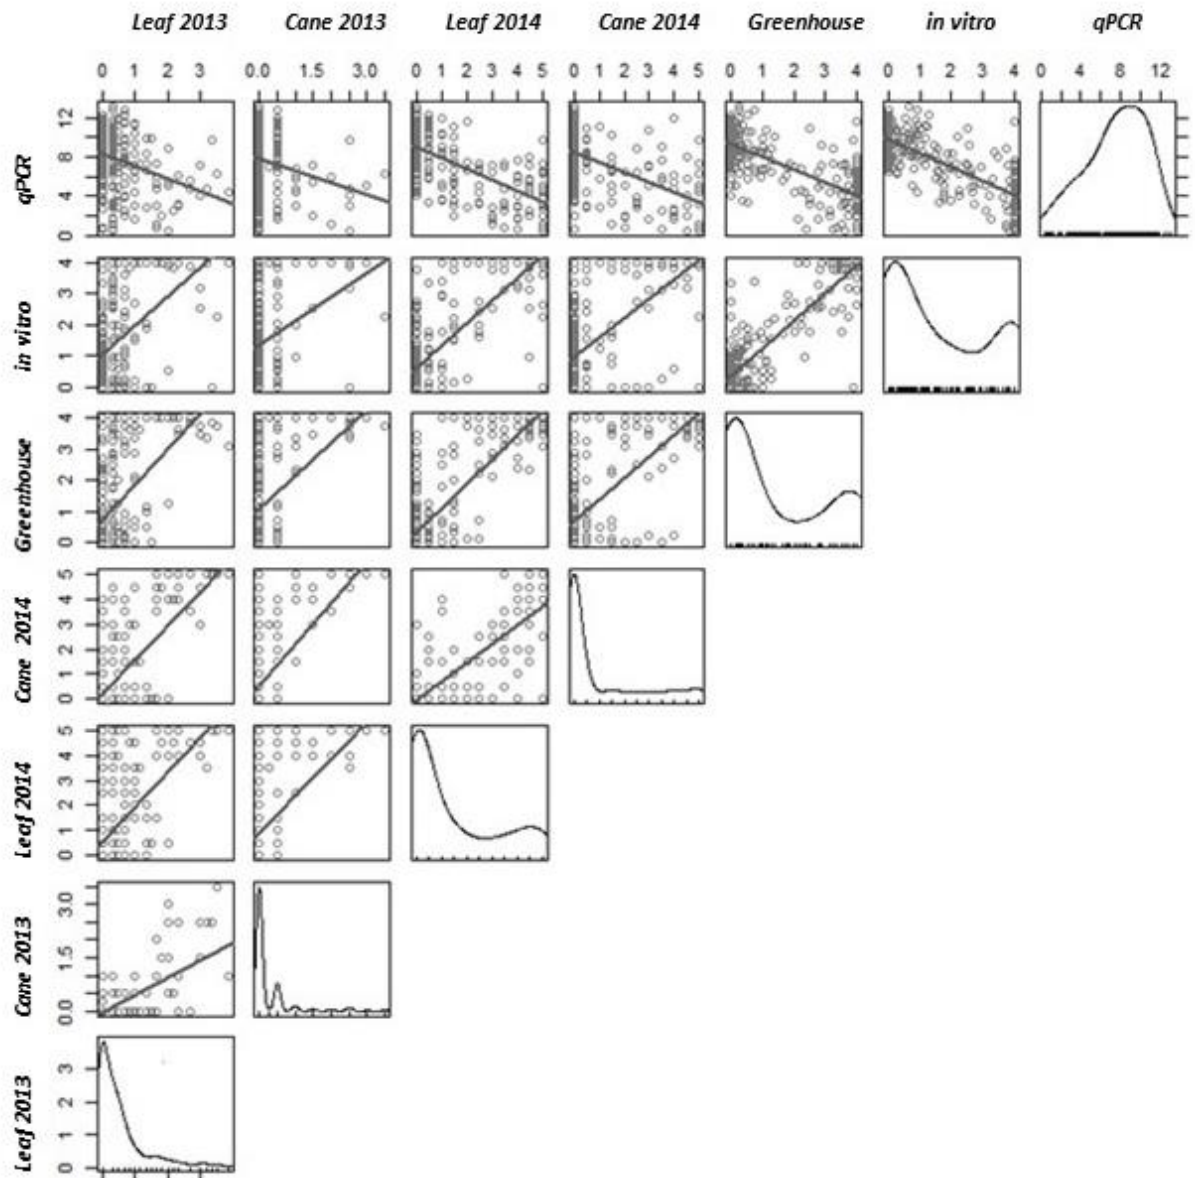 Leaf 2013 Cane 2013 Leaf 2014 Cane 2014 Greenhouse in vitro qPCR
0 1 2 3 0.0 1.5 3.0 0 1 2 3 4 5 0 1 2 3 4 5 0 1 2 3 4 0 1 2 3 4 0 4 8 12
qPCR
0 4 8 12
in vitro
0 1 2 3 4
Greenhouse
0 1 2 3 4
Cane 2014
0 1 2 3 4 5
Leaf 2014
0 1 2 3 4 5
Cane 2013
0.0 1.5 3.0
Leaf 2013
0 1 2 3